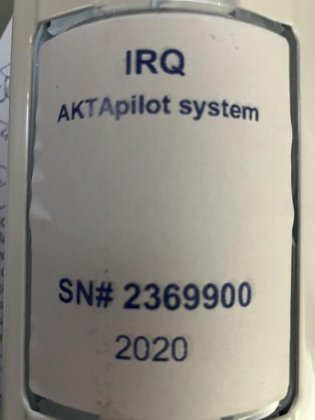 IRQ
AKTApilot system
SN# 2369900
2020